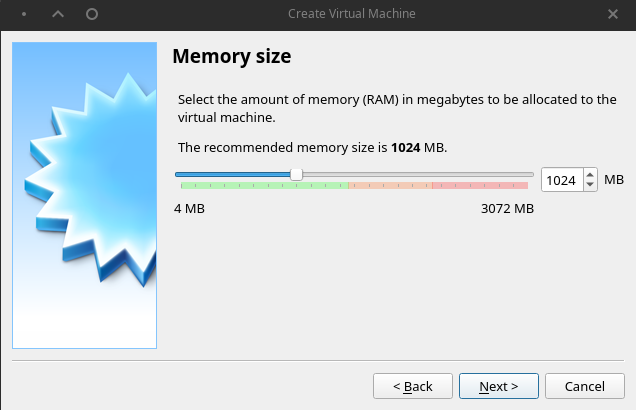 Create Virtual Machine
Memory size
Select the amount of memory (RAM) in megabytes to be allocated to the
virtual machine.
The recommended memory size is 1024 MB.
1024 MB
4 MB 3072 MB
< Back Next > Cancel